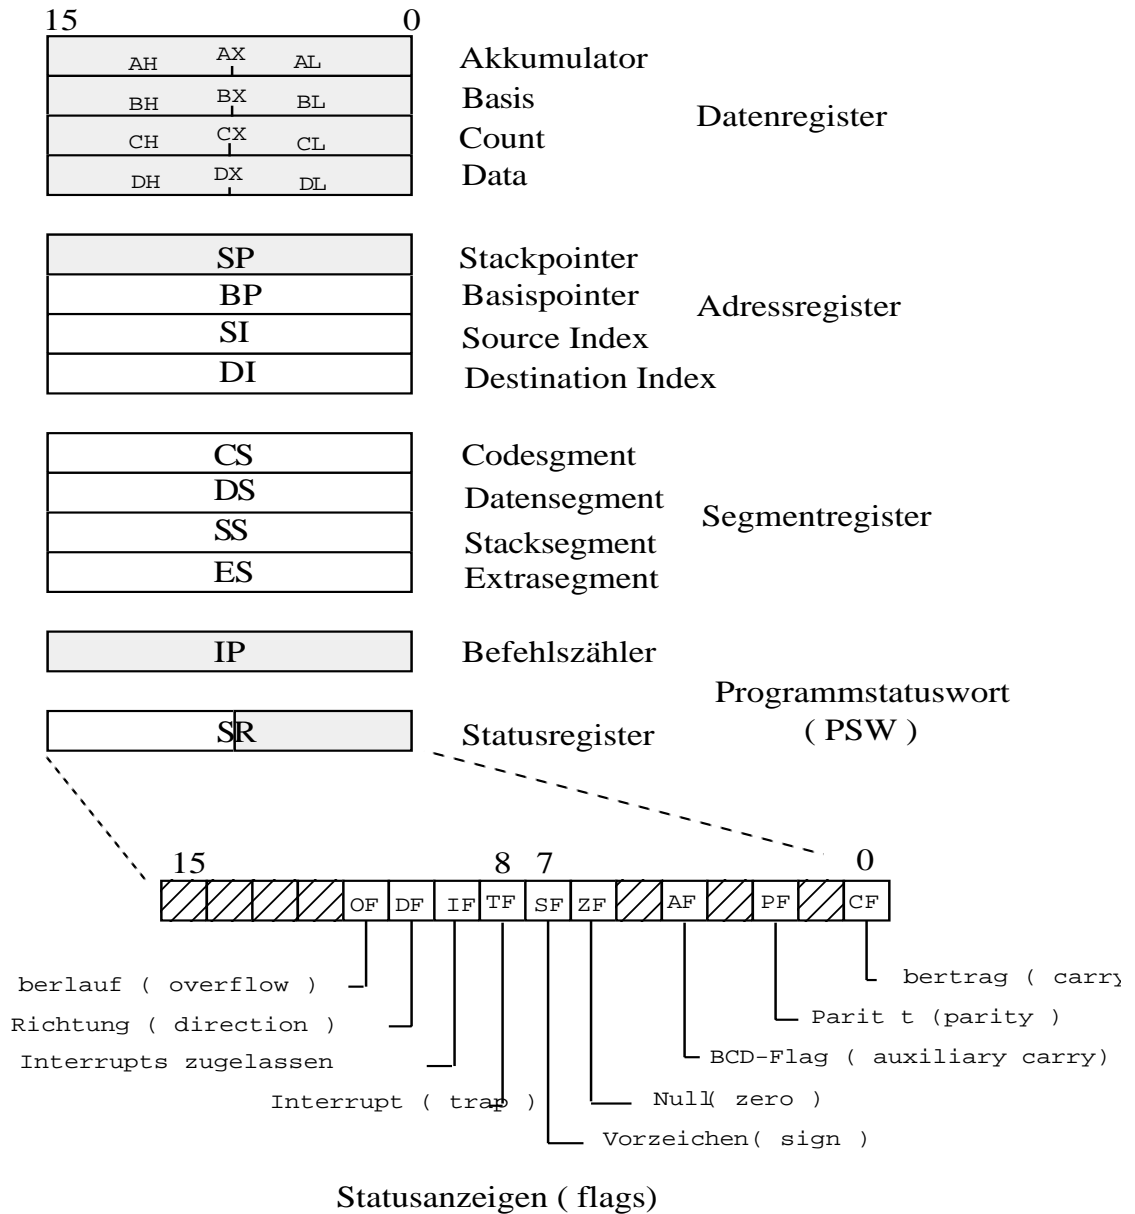 15 0
AH AX AL Akkumulator
BH BX BL Basis
Datenregister
CH CX CL Count
DH DX DL Data
SP Stackpointer
BP Basispointer
Adressregister
SI Source Index
DI Destination Index
CS Codesgment
DS Datensegment
Segmentregister
SS Stacksegment
ES Extrasegment
IP Befehlszähler
Programmstatuswort
( PSW )
SR Statusregister
15 8 7 0
OF DF IF TF SF ZF AF PF CF
berlauf ( overflow ) bertrag ( carry
Richtung ( direction ) Parit t (parity )
Interrupts zugelassen BCD-Flag ( auxiliary carry)
Interrupt ( trap ) Null( zero )
Vorzeichen( sign )
Statusanzeigen ( flags)